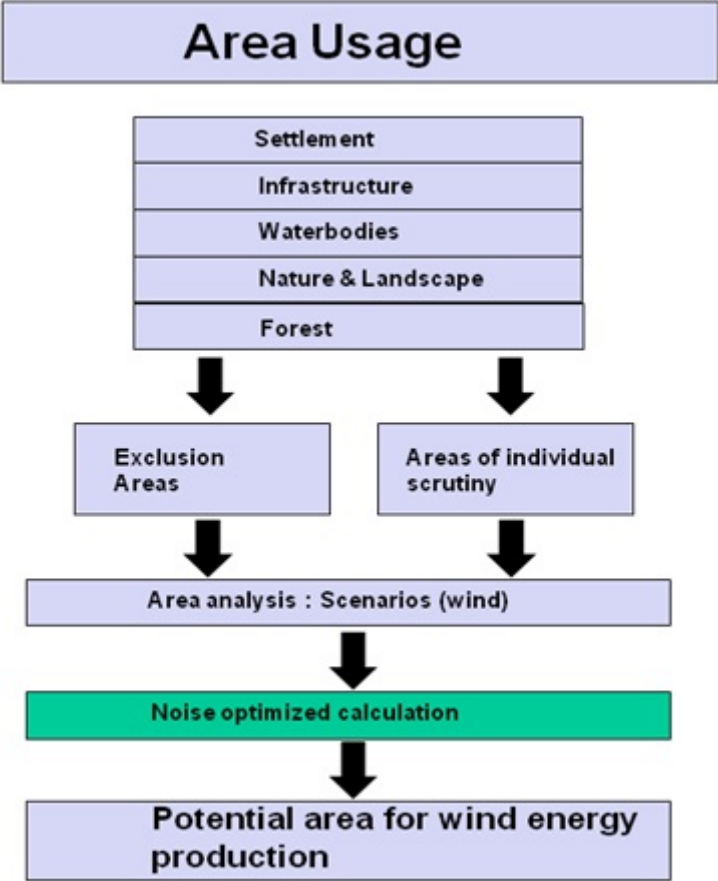 Area Usage
Settlement
Infrastructure
Waterbodies
Nature & Landscape
Forest
Exclusion
Areas
Areas of individual
scrutiny
Area analysis : Scenarios (wind)
Noise optimized calculation
Potential area for wind energy
production